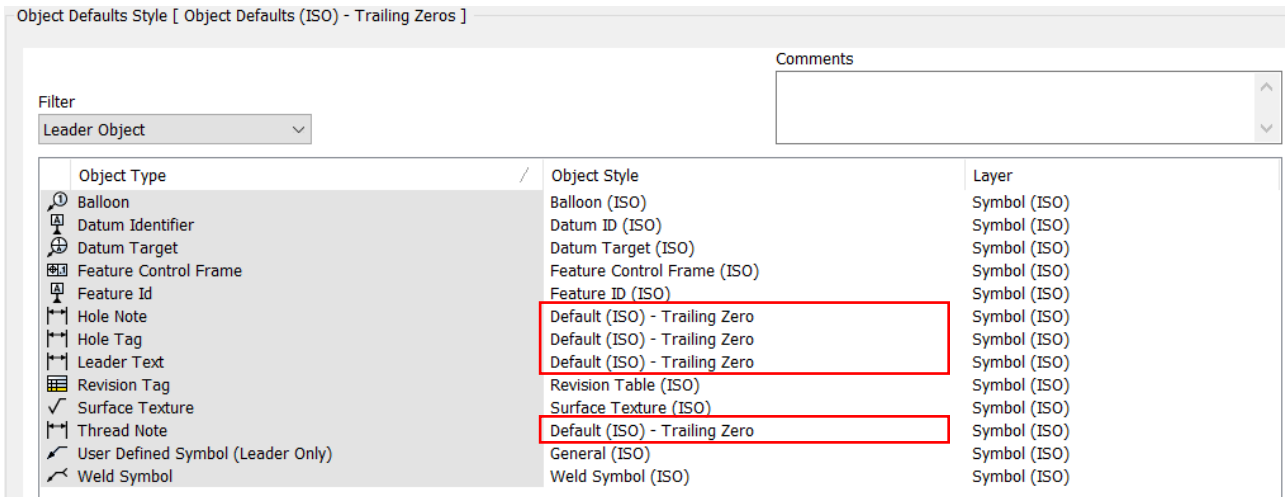 Object Defaults Style [ Object Defaults (ISO) - Trailing Zeros ]
Comments
Filter
Leader Object
Object Type Object Style Layer
Balloon Balloon (ISO) Symbol (ISO)
Datum Identifier Datum ID (ISO) Symbol (ISO)
Datum Target Datum Target (ISO) Symbol (ISO)
Feature Control Frame Feature Control Frame (ISO) Symbol (ISO)
Feature Id Feature ID (ISO) Symbol (ISO)
Hole Note Default (ISO) - Trailing Zero Symbol (ISO)
Hole Tag Default (ISO) - Trailing Zero Symbol (ISO)
Leader Text Default (ISO) - Trailing Zero Symbol (ISO)
Revision Tag Revision Table (ISO) Symbol (ISO)
Surface Texture Surface Texture (ISO) Symbol (ISO)
Thread Note Default (ISO) - Trailing Zero Symbol (ISO)
User Defined Symbol (Leader Only) General (ISO) Symbol (ISO)
Weld Symbol Weld Symbol (ISO) Symbol (ISO)